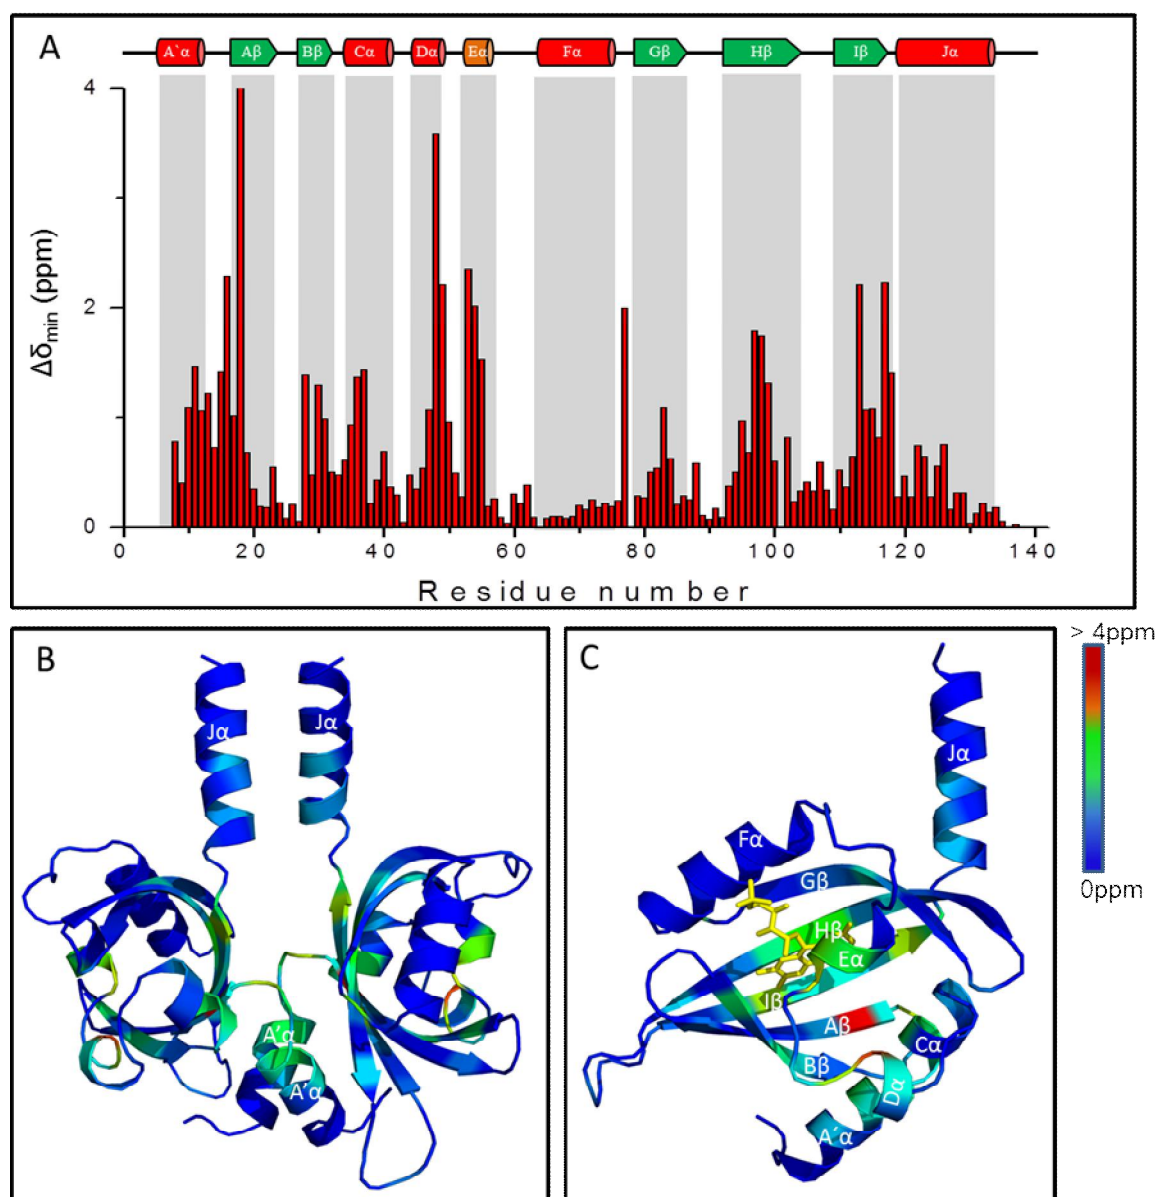 A
A`α Aβ Bβ Cα Dα Eα Fα Gβ Hβ Iβ Jα
4
2
0
Δδmin (ppm)
0 20 40 60 80 100 120 140
Residue number
B
Jα
Jα
A´α
A´α
C
Jα
Fα
Gβ
Hβ
Eα
Iβ
Aβ
Cα
Bβ
Dα
A´α
> 4ppm
0ppm